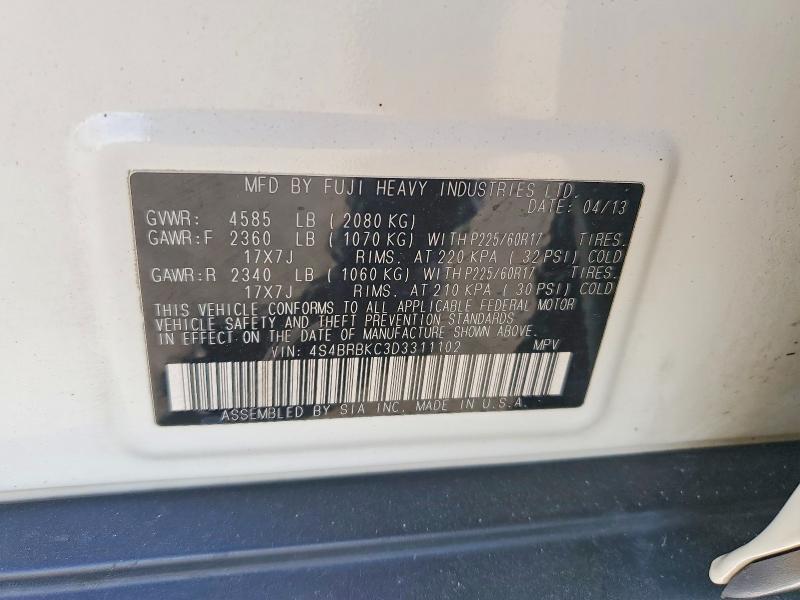 MFD BY FUJI HEAVY INDUSTRIES LTD.
DATE: 04/13
GVWR: 4585 LB ( 2080 KG)
GAWR:F 2360 LB ( 1070 KG) WITH P225/60R17 TIRES.
17X7J RIMS. AT 220 KPA ( 32 PSI) COLD
GAWR:R 2340 LB ( 1060 KG) WITH P225/60R17 TIRES.
17X7J RIMS. AT 210 KPA ( 30 PSI) COLD
THIS VEHICLE CONFORMS TO ALL APPLICABLE FEDERAL MOTOR
VEHICLE SAFETY AND THEFT PREVENTION STANDARDS
IN EFFECT ON THE DATE OF MANUFACTURE SHOWN ABOVE.
VIN: 4S4BRBKC3D3311102 MPV
ASSEMBLED BY SIA INC. MADE IN U.S.A.